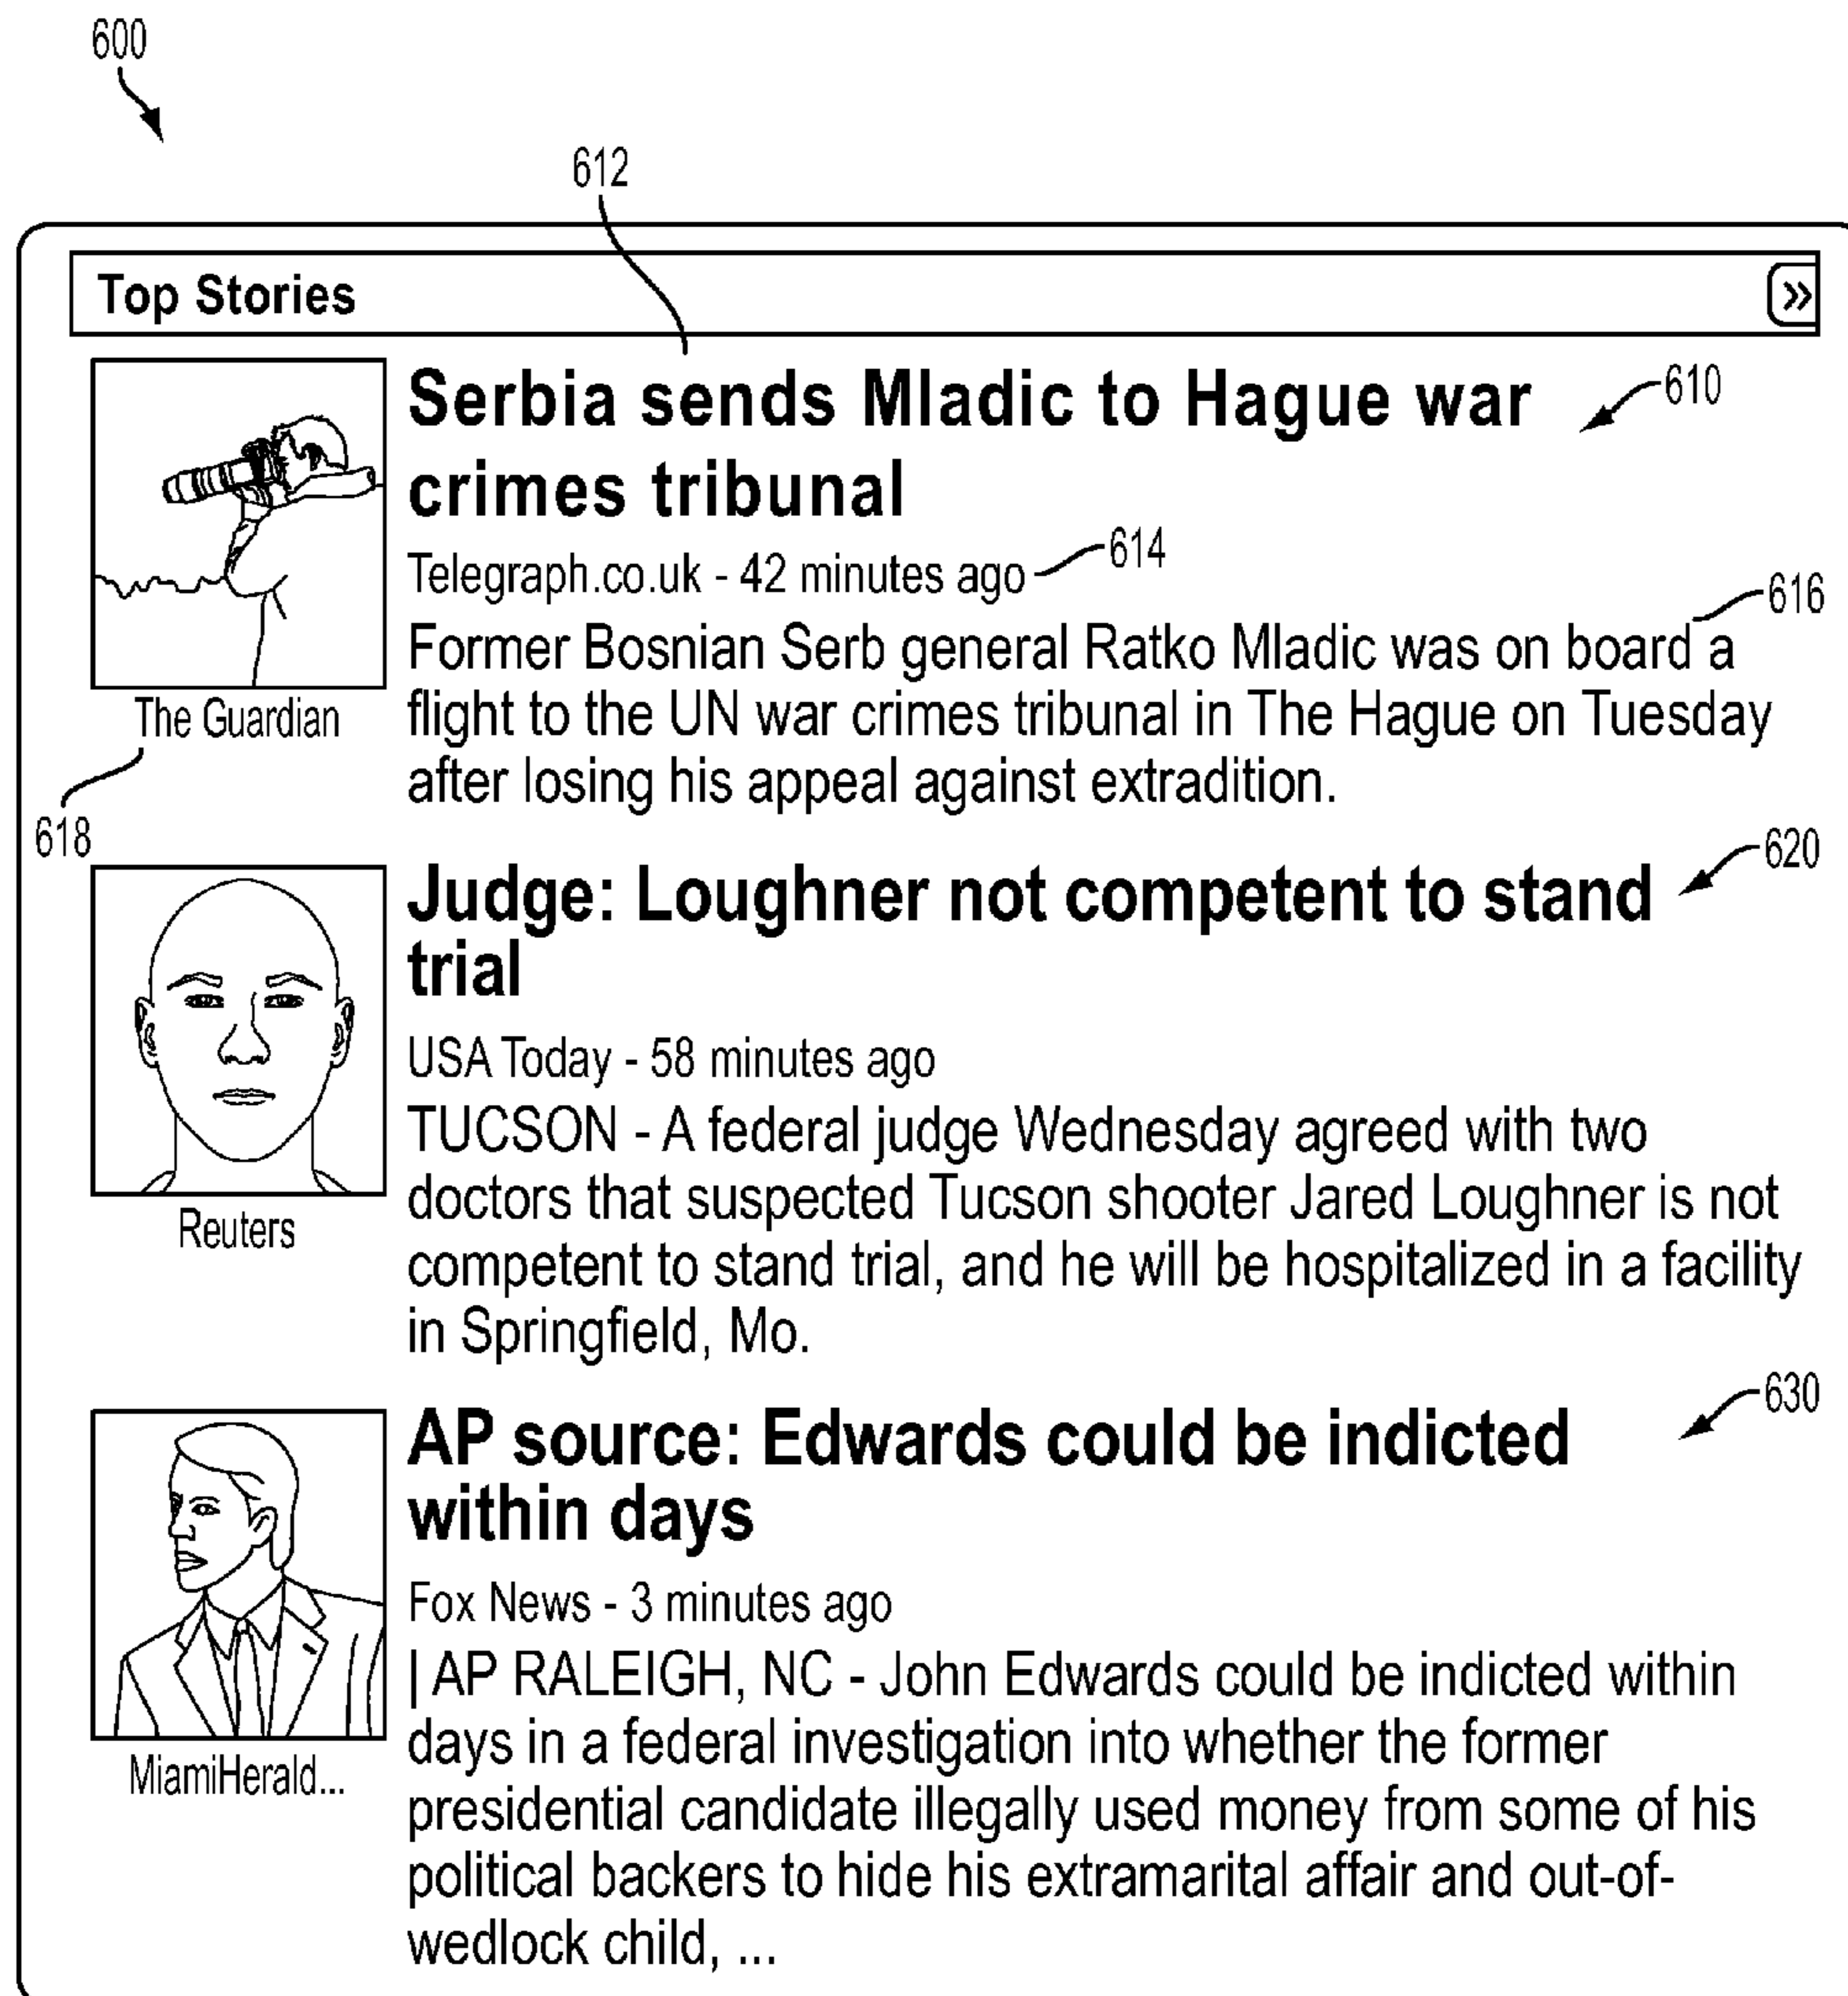 600
612
Top Stories »
Serbia sends Mladic to Hague war
610
crimes tribunal
Telegraph.co.uk - 42 minutes ago
614
616
Former Bosnian Serb general Ratko Mladic was on board a
flight to the UN war crimes tribunal in The Hague on Tuesday
after losing his appeal against extradition.
The Guardian
618
620
Judge: Loughner not competent to stand
trial
USA Today - 58 minutes ago
TUCSON - A federal judge Wednesday agreed with two
doctors that suspected Tucson shooter Jared Loughner is not
competent to stand trial, and he will be hospitalized in a facility
in Springfield, Mo.
Reuters
630
AP source: Edwards could be indicted
within days
Fox News - 3 minutes ago
| AP RALEIGH, NC - John Edwards could be indicted within
days in a federal investigation into whether the former
presidential candidate illegally used money from some of his
political backers to hide his extramarital affair and out-of-
wedlock child, ...
MiamiHerald...